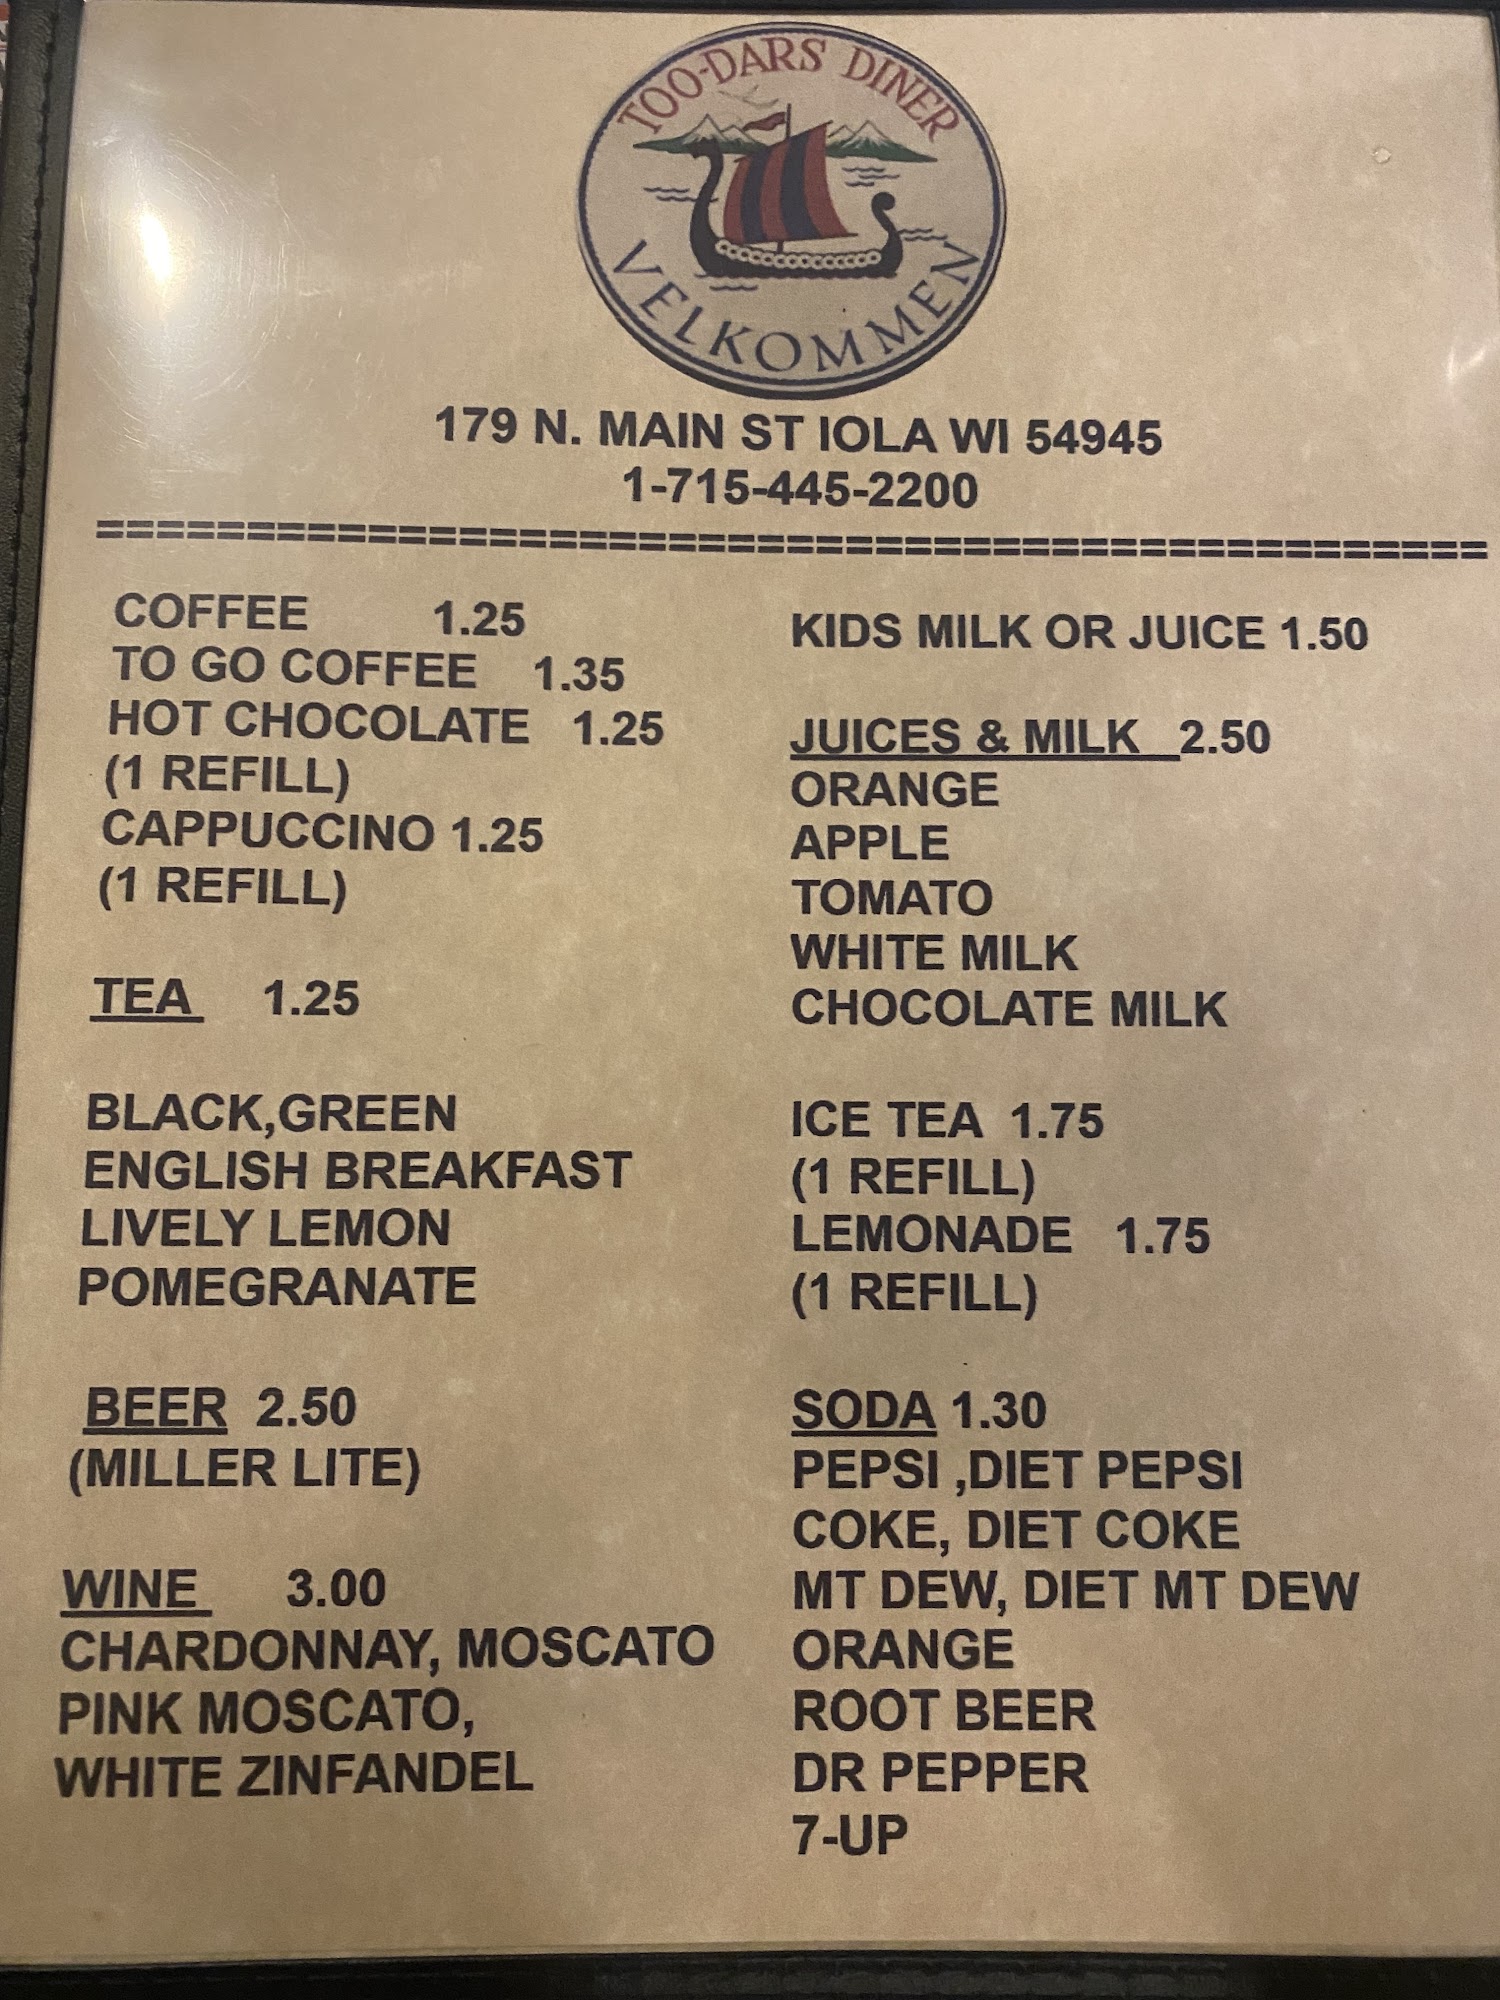 TOO-DARS' DINER
VELKOMMEN
179 N. MAIN ST IOLA WI 54945
1-715-445-2200
===============================================
COFFEE 1.25
TO GO COFFEE 1.35
HOT CHOCOLATE 1.25
(1 REFILL)
CAPPUCCINO 1.25
(1 REFILL)
TEA 1.25
BLACK,GREEN
ENGLISH BREAKFAST
LIVELY LEMON
POMEGRANATE
BEER 2.50
(MILLER LITE)
WINE 3.00
CHARDONNAY, MOSCATO
PINK MOSCATO,
WHITE ZINFANDEL
KIDS MILK OR JUICE 1.50
JUICES & MILK 2.50
ORANGE
APPLE
TOMATO
WHITE MILK
CHOCOLATE MILK
ICE TEA 1.75
(1 REFILL)
LEMONADE 1.75
(1 REFILL)
SODA 1.30
PEPSI ,DIET PEPSI
COKE, DIET COKE
MT DEW, DIET MT DEW
ORANGE
ROOT BEER
DR PEPPER
7-UP